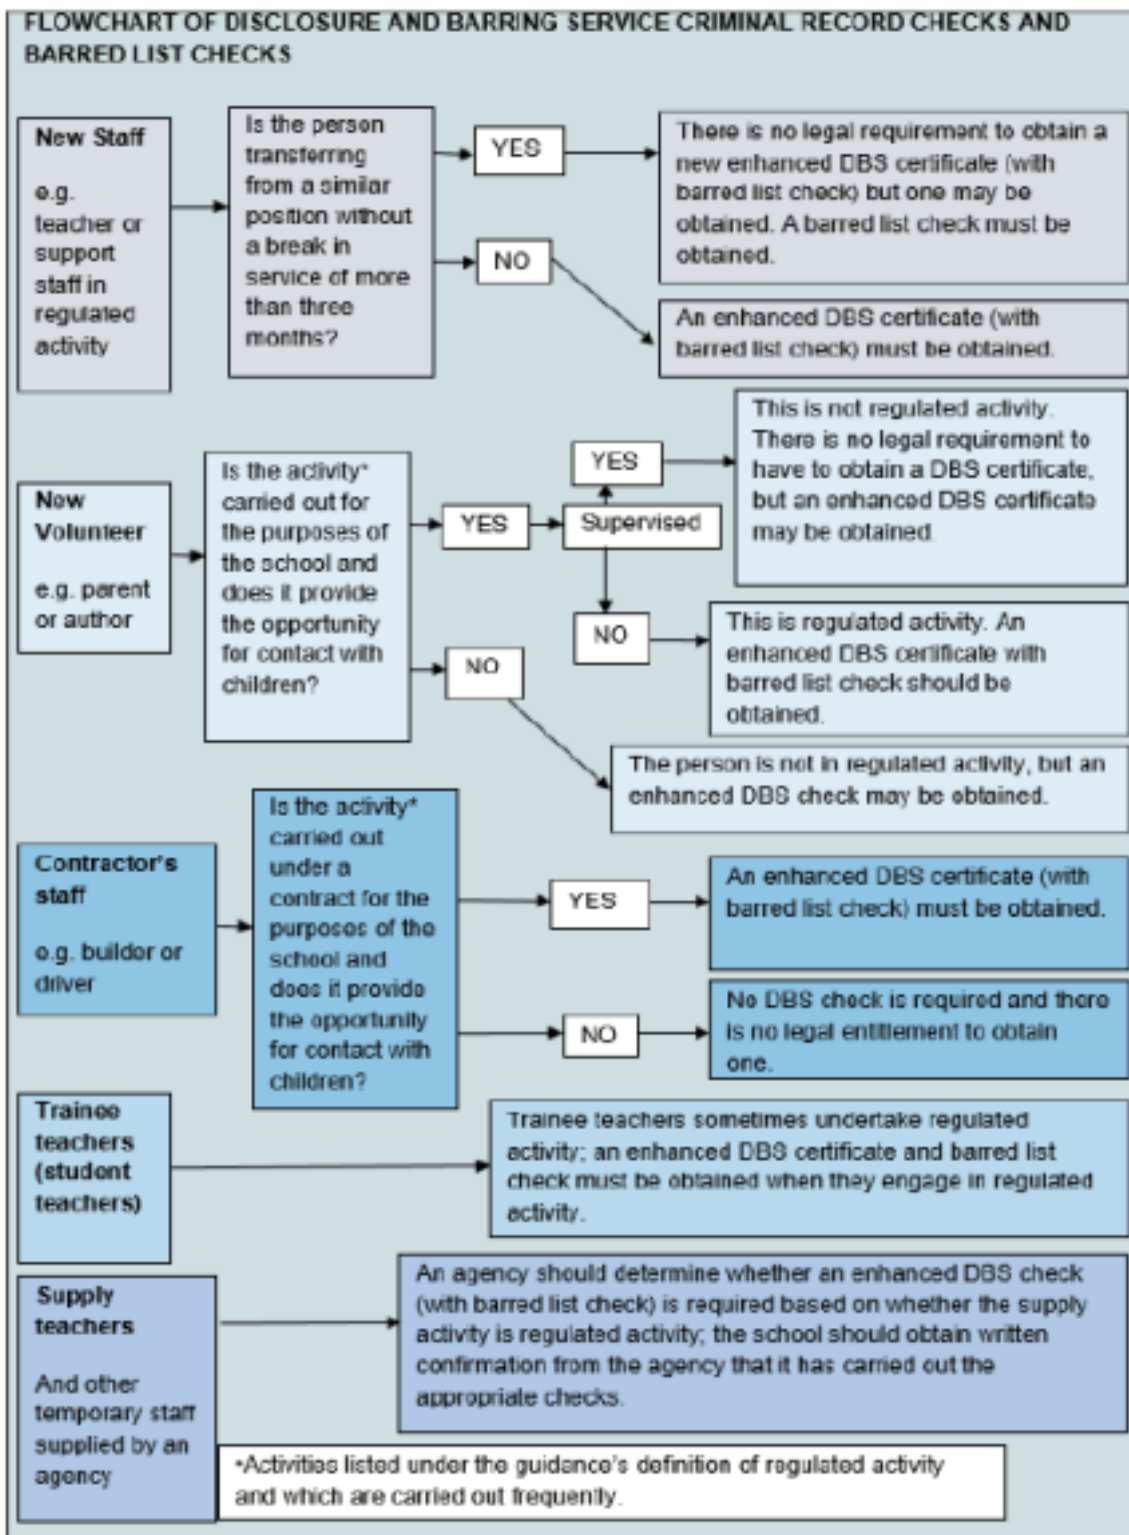 FLOWCHART OF DISCLOSURE AND BARRING SERVICE CRIMINAL RECORD CHECKS AND
BARRED LIST CHECKS
New Staff
e.g.
teacher or
support
staff in
regulated
activity
Is the person
transferring
from a similar
position without
a break in
service of more
than three
months?
YES
There is no legal requirement to obtain a
new enhanced DBS certificate (with
barred list check) but one may be
obtained. A barred list check must be
obtained.
NO
An enhanced DBS certificate (with
barred list check) must be obtained.
New
Volunteer
e.g. parent
or author
Is the activity*
carried out for
the purposes of
the school and
does it provide
the opportunity
for contact with
children?
YES
Supervised
YES
This is not regulated activity.
There is no legal requirement to
have to obtain a DBS certificate,
but an enhanced DBS certificate
may be obtained.
NO
This is regulated activity. An
enhanced DBS certificate with
barred list check should be
obtained.
NO
The person is not in regulated activity, but an
enhanced DBS check may be obtained.
Contractor's
staff
e.g. builder or
driver
Is the activity*
carried out
under a
contract for the
purposes of the
school and
does it provide
the opportunity
for contact with
children?
YES
An enhanced DBS certificate (with
barred list check) must be obtained.
NO
No DBS check is required and there
is no legal entitlement to obtain
one.
Trainee
teachers
(student
teachers)
Trainee teachers sometimes undertake regulated
activity; an enhanced DBS certificate and barred list
check must be obtained when they engage in regulated
activity.
Supply
teachers
And other
temporary staff
supplied by an
agency
An agency should determine whether an enhanced DBS check
(with barred list check) is required based on whether the supply
activity is regulated activity; the school should obtain written
confirmation from the agency that it has carried out the
appropriate checks.
*Activities listed under the guidance's definition of regulated activity
and which are carried out frequently.